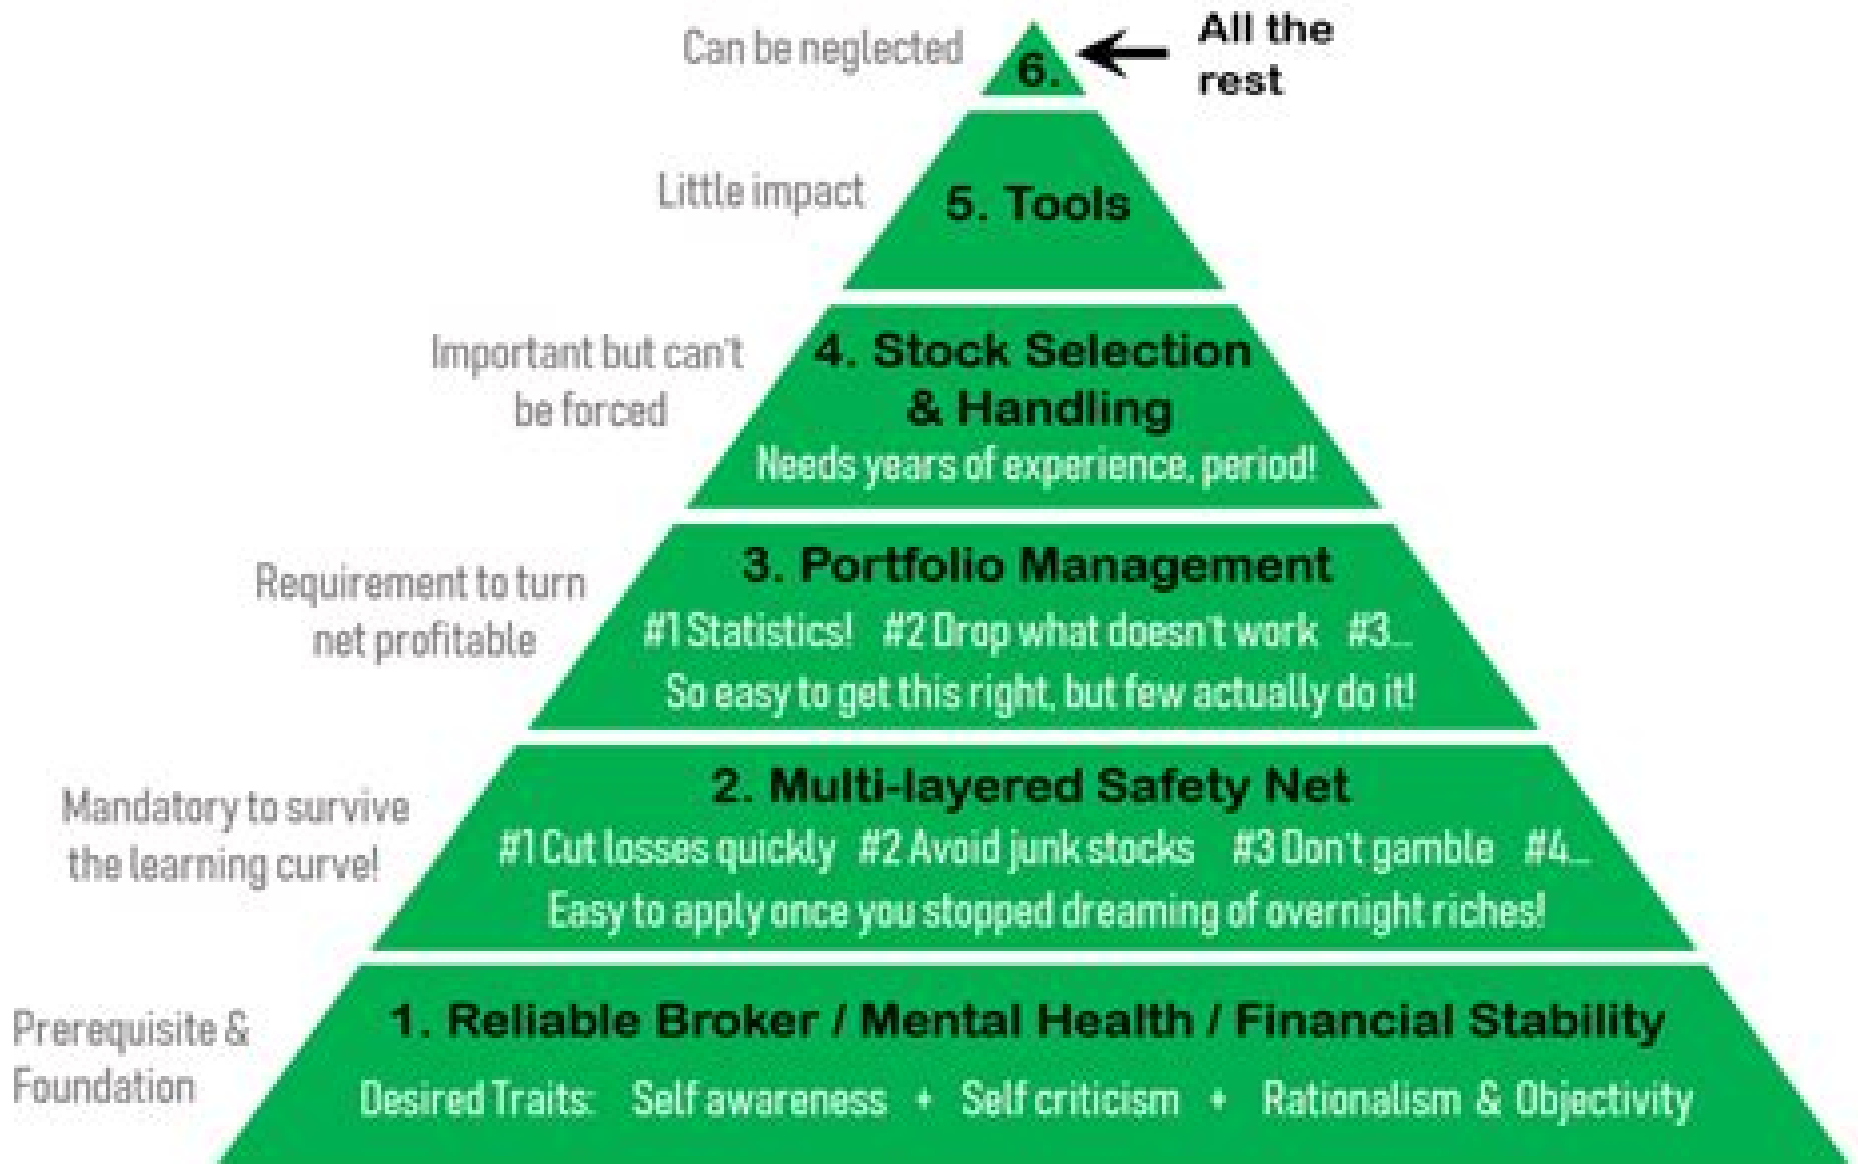 Can be neglected
6.
All the
rest
Little impact
5. Tools
Important but can't
be forced
4. Stock Selection
& Handling
Needs years of experience, period!
Requirement to turn
net profitable
3. Portfolio Management
#1 Statistics! #2 Drop what doesn't work #3...
So easy to get this right, but few actually do it!
Mandatory to survive
the learning curve!
2. Multi-layered Safety Net
#1 Cut losses quickly #2 Avoid junk stocks #3 Don't gamble #4...
Easy to apply once you stopped dreaming of overnight riches!
Prerequisite &
Foundation
1. Reliable Broker / Mental Health / Financial Stability
Desired Traits: Self awareness + Self criticism + Rationalism & Objectivity